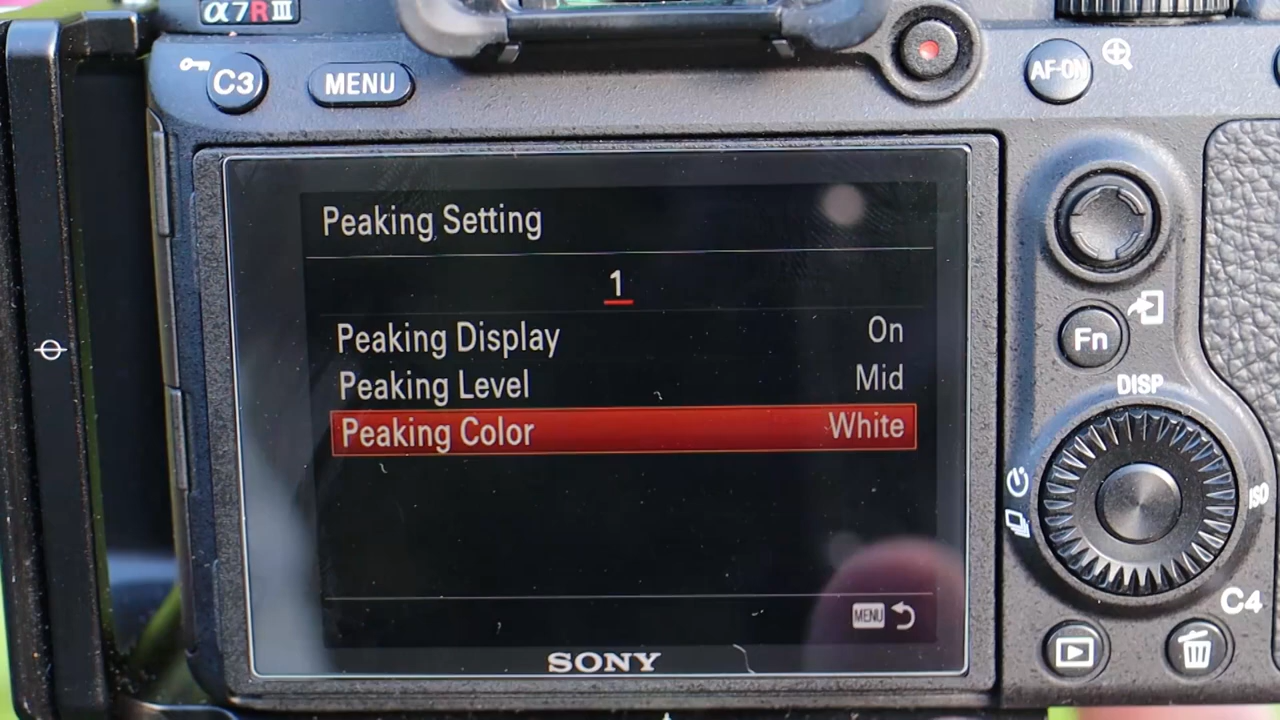 α7RIII
C3
MENU
AF-ON
Peaking Setting
1
Peaking Display On
Peaking Level Mid
Peaking Color White
MENU
SONY
Fn
DISP
ISO
C4